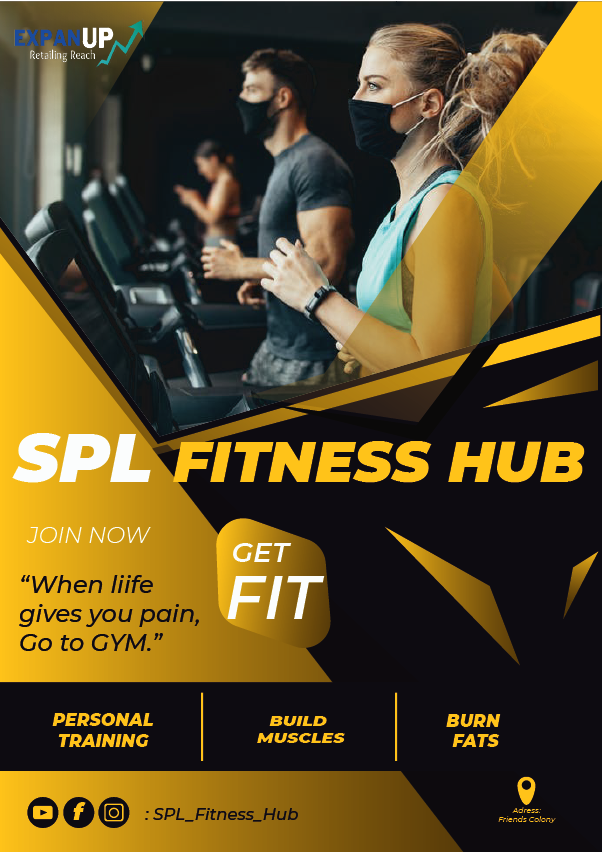 EXPANUP
Retailing Reach
SPL FITNESS HUB
JOIN NOW
GET
FIT
“When liife
gives you pain,
Go to GYM.”
PERSONAL
TRAINING
BUILD
MUSCLES
BURN
FATS
: SPL_Fitness_Hub
Adress:
Friends Colony